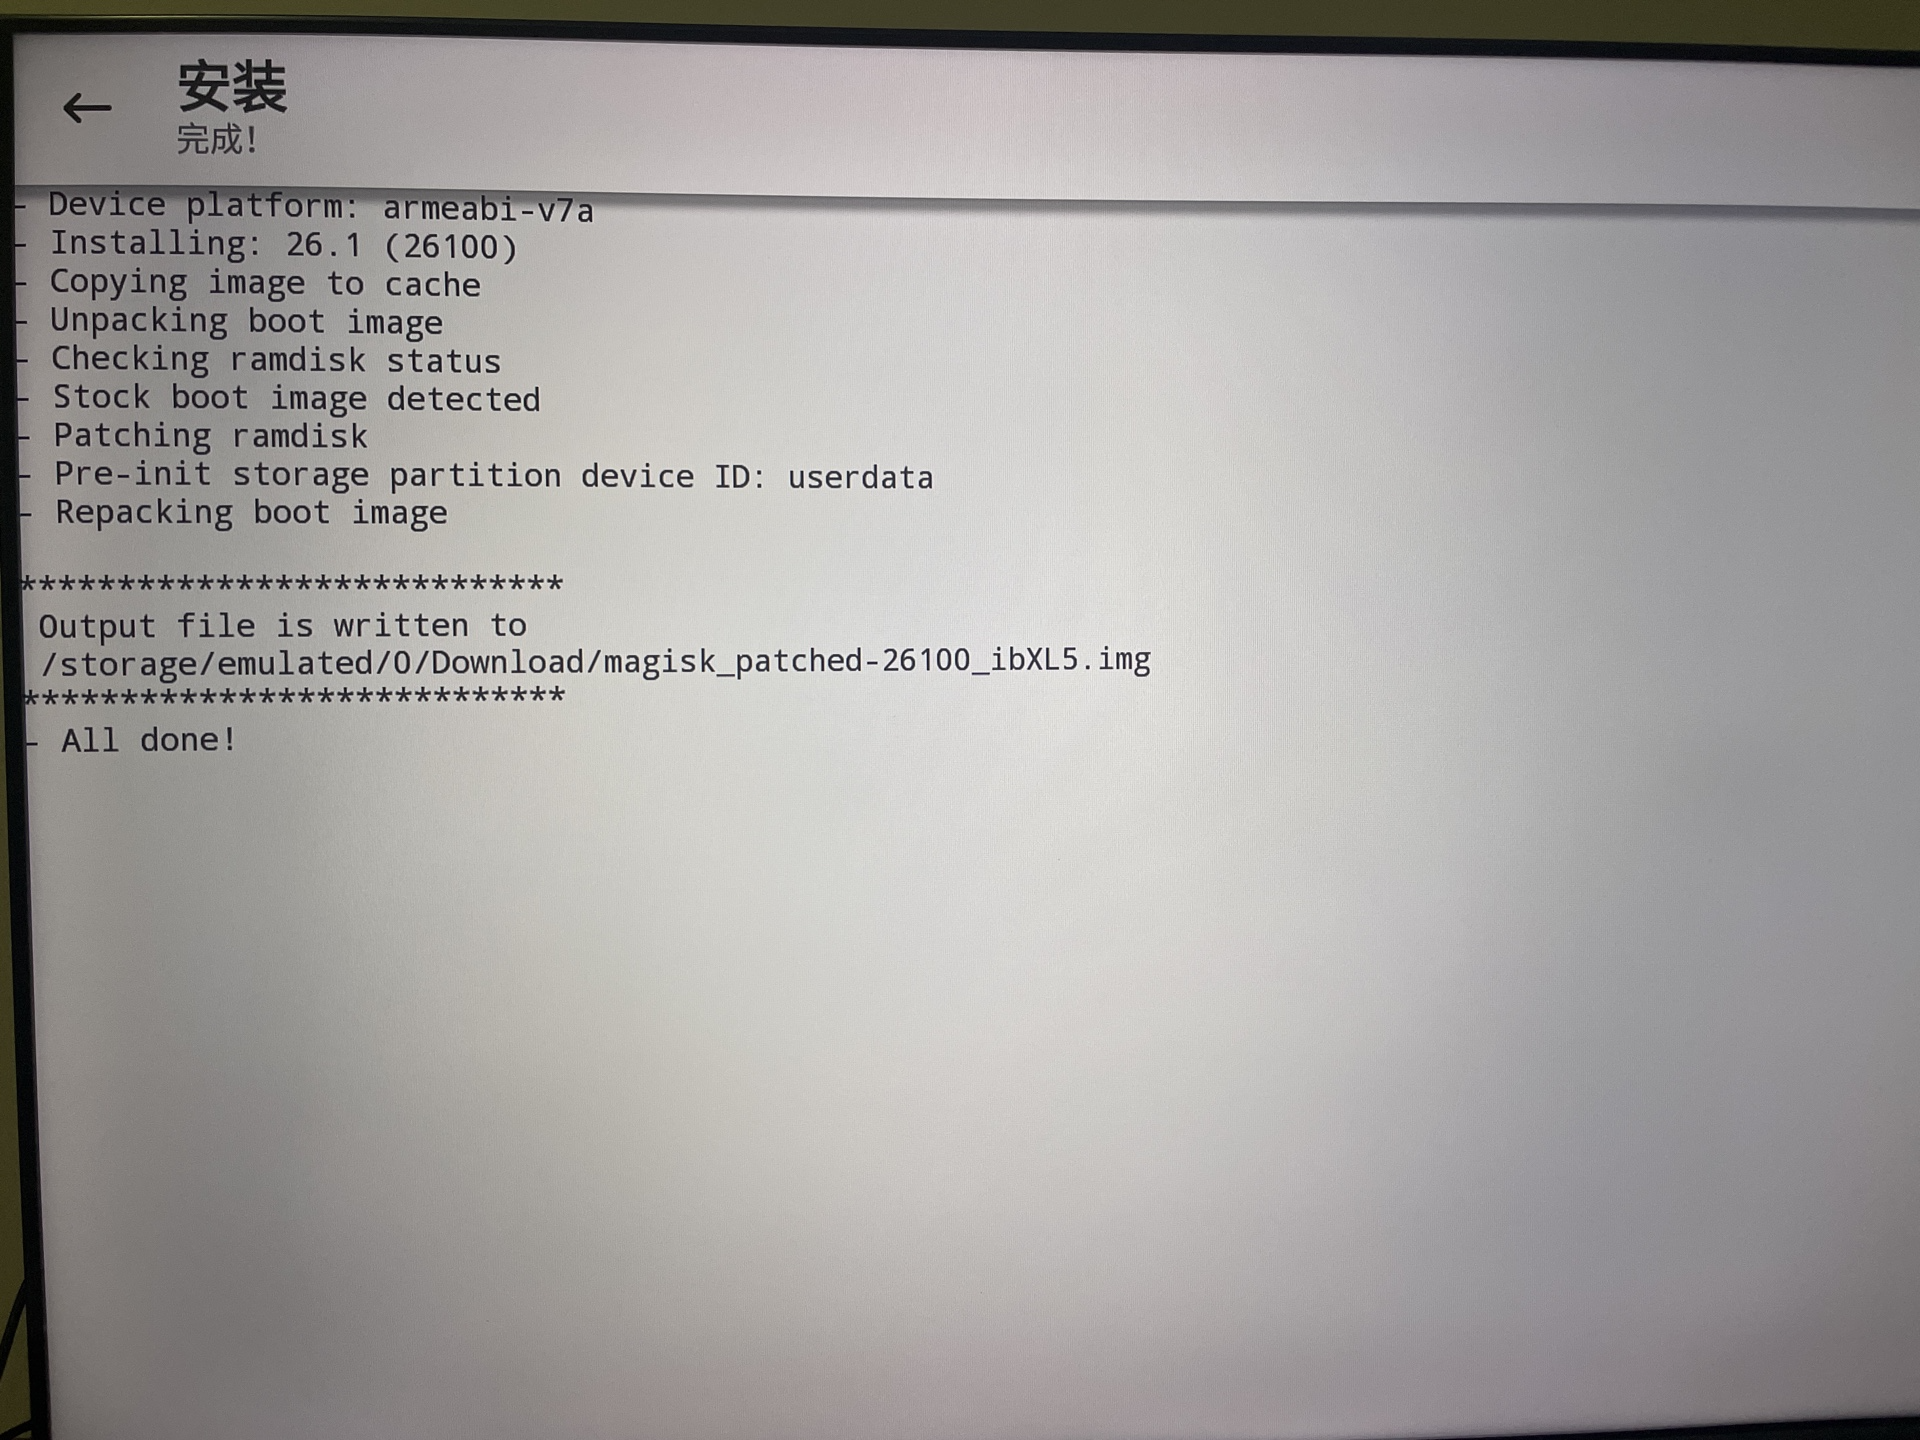 安装
完成！
- Device platform: armeabi-v7a
- Installing: 26.1 (26100)
- Copying image to cache
- Unpacking boot image
- Checking ramdisk status
- Stock boot image detected
- Patching ramdisk
- Pre-init storage partition device ID: userdata
- Repacking boot image
****************************
Output file is written to
/storage/emulated/0/Download/magisk_patched-26100_ibXL5.img
****************************
- All done!